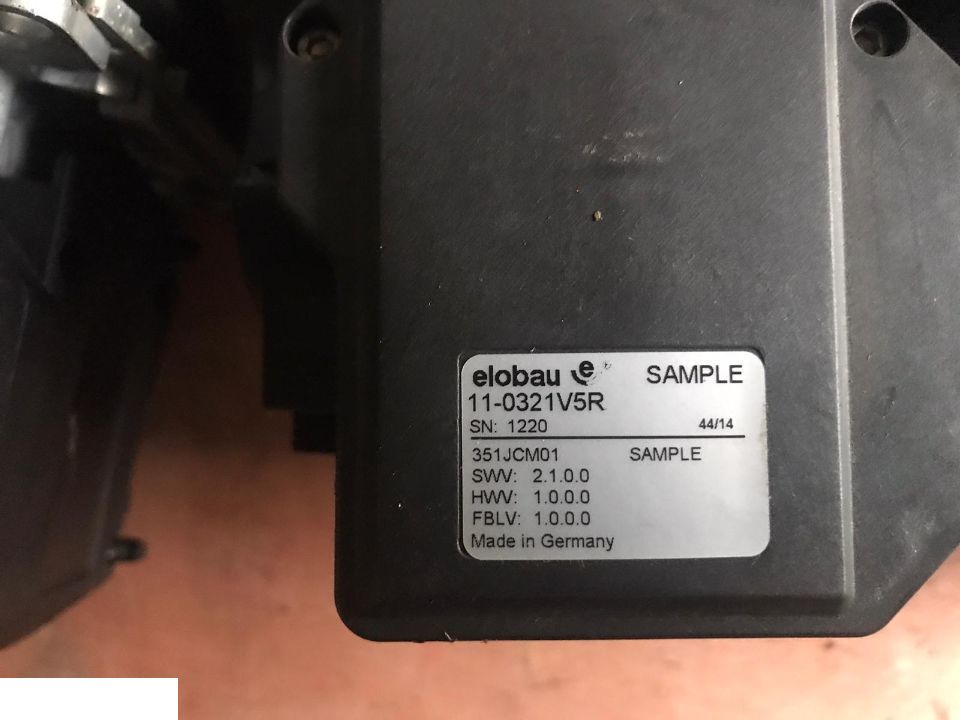 elobau e SAMPLE
11-0321V5R
SN: 1220 44/14
351JCM01 SAMPLE
SWV: 2.1.0.0
HWV: 1.0.0.0
FBLV: 1.0.0.0
Made in Germany